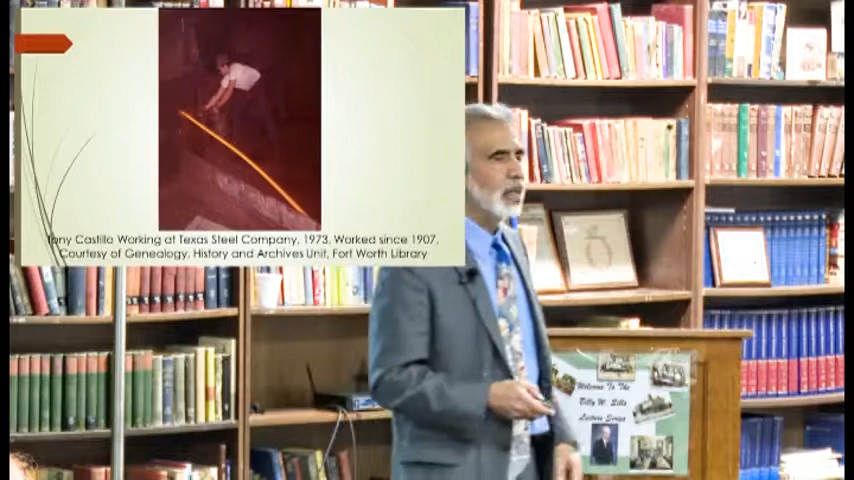 Tony Castilla Working at Texas Steel Company, 1973. Worked since 1907,
Courtesy of Genealogy, History and Archives Unit, Fort Worth Library
Welcome To The
Billy W. Sills
Lecture Series